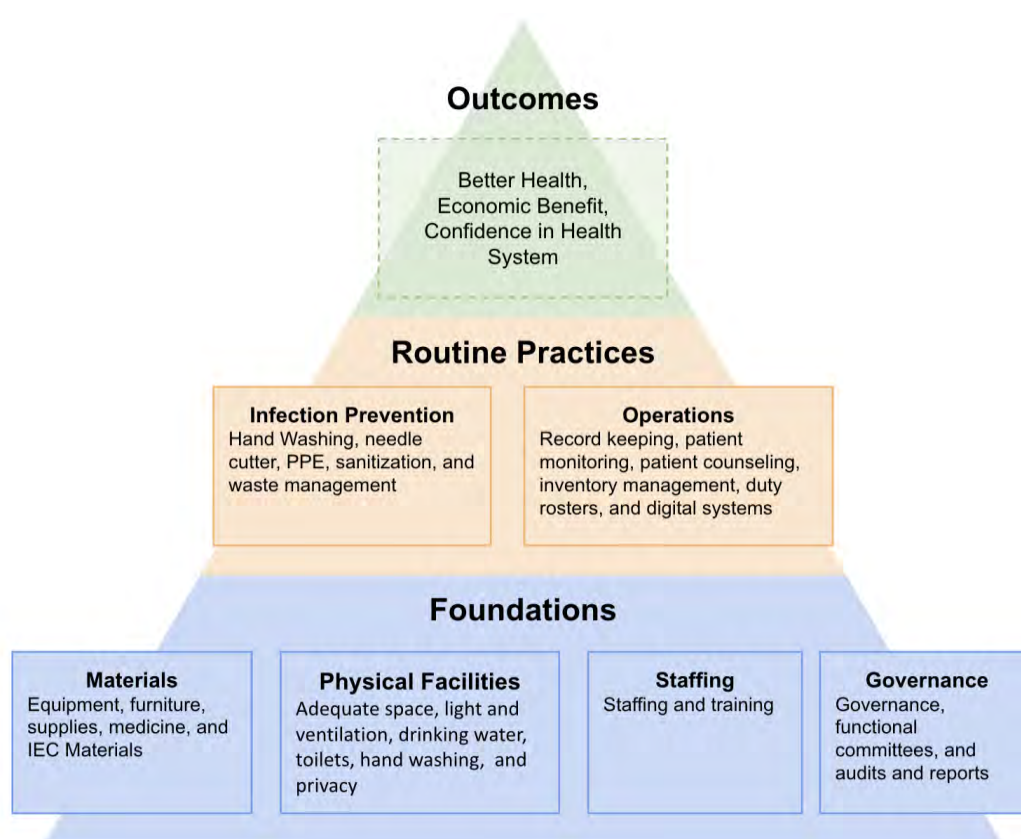 Outcomes
Better Health,
Economic Benefit,
Confidence in Health
System
Routine Practices
Infection Prevention
Hand Washing, needle
cutter, PPE, sanitization, and
waste management
Operations
Record keeping, patient
monitoring, patient counseling,
inventory management, duty
rosters, and digital systems
Foundations
Materials
Equipment, furniture,
supplies, medicine, and
IEC Materials
Physical Facilities
Adequate space, light and
ventilation, drinking water,
toilets, hand washing,  and
privacy
Staffing
Staffing and training
Governance
Governance,
functional
committees, and
audits and reports